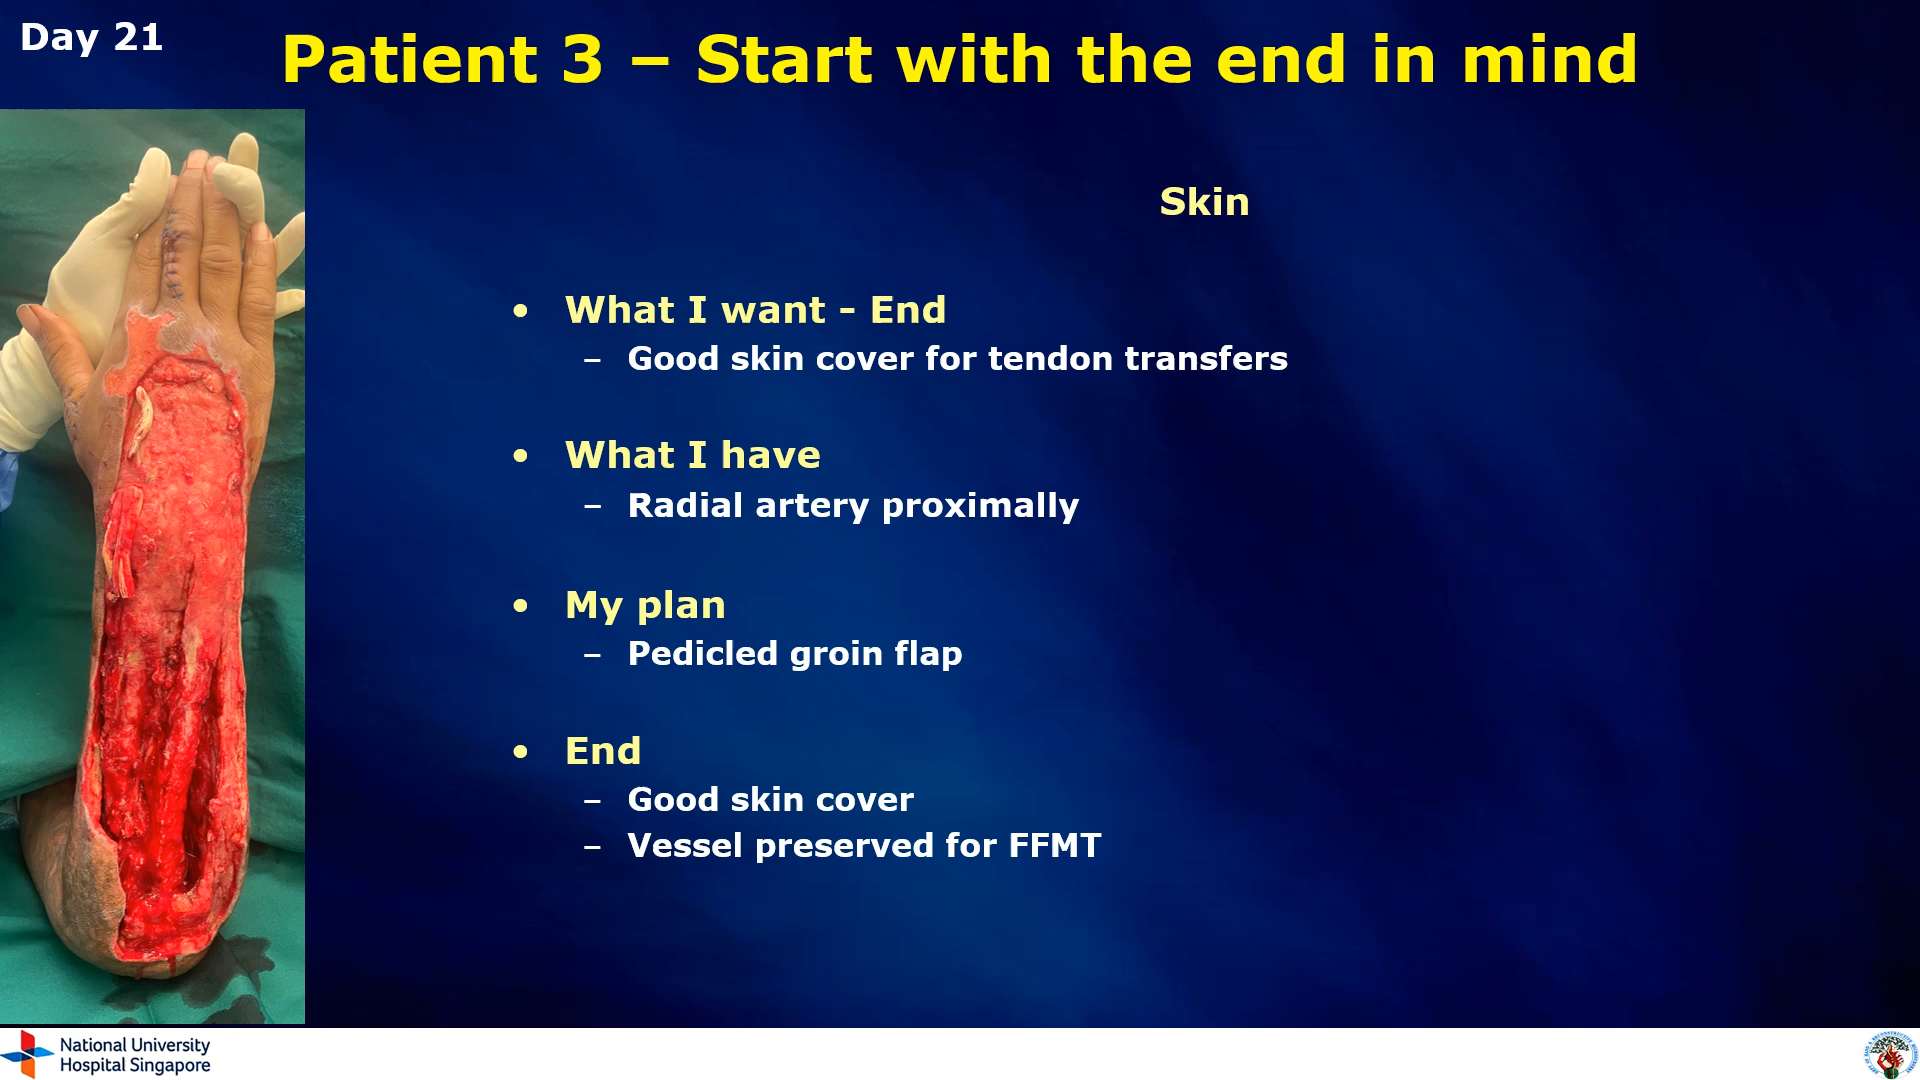 Day 21
Patient 3 – Start with the end in mind
Skin
• What I want - End
– Good skin cover for tendon transfers
• What I have
– Radial artery proximally
• My plan
– Pedicled groin flap
• End
– Good skin cover
– Vessel preserved for FFMT
National University
Hospital Singapore